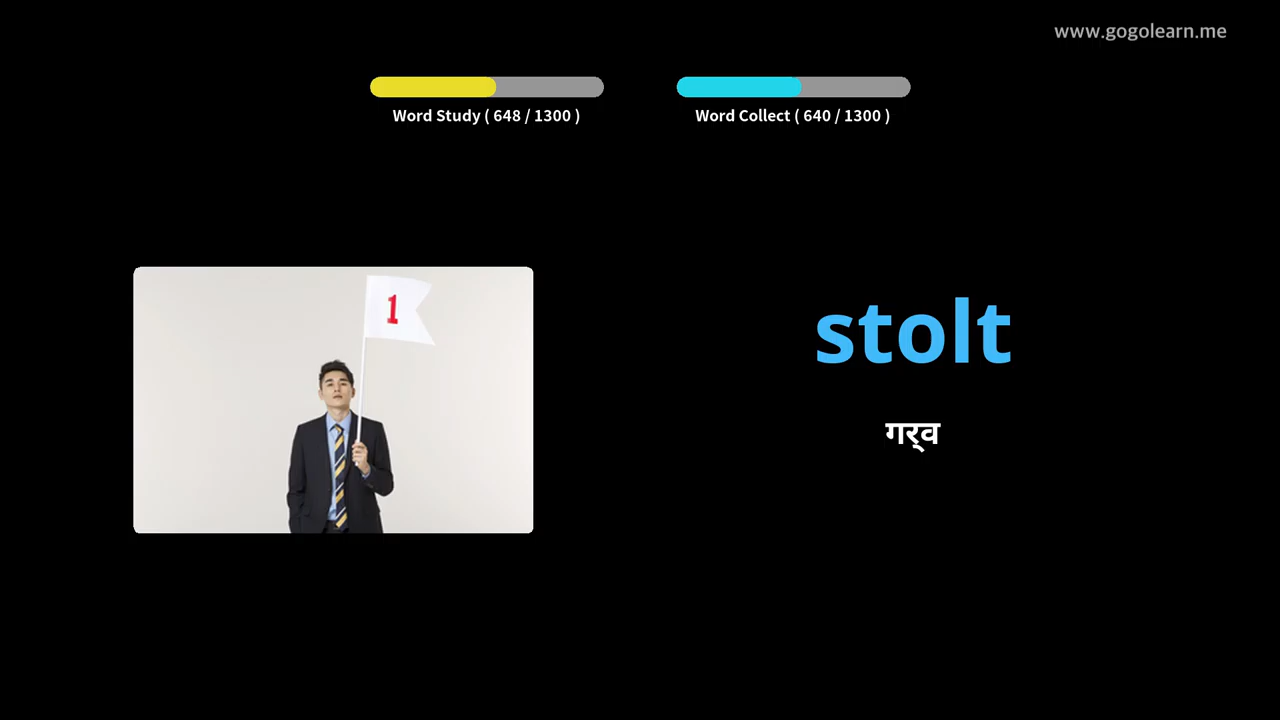 www.gogolearn.me
Word Study ( 648 / 1300 )
Word Collect ( 640 / 1300 )
1
stolt
गर्व